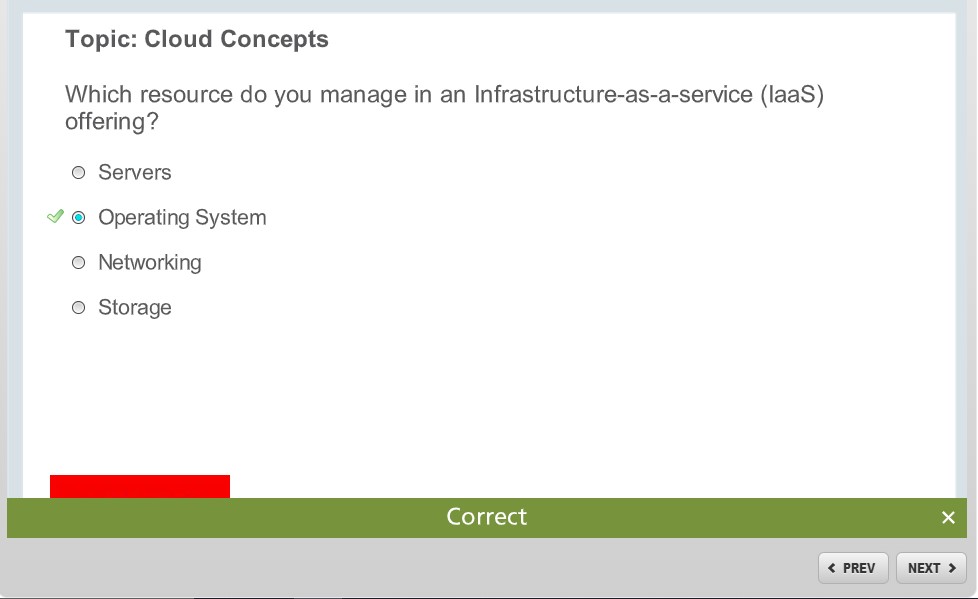 Topic: Cloud Concepts
Which resource do you manage in an Infrastructure-as-a-service (IaaS)
offering?
Servers
Operating System
Networking
Storage
Correct
PREV
NEXT